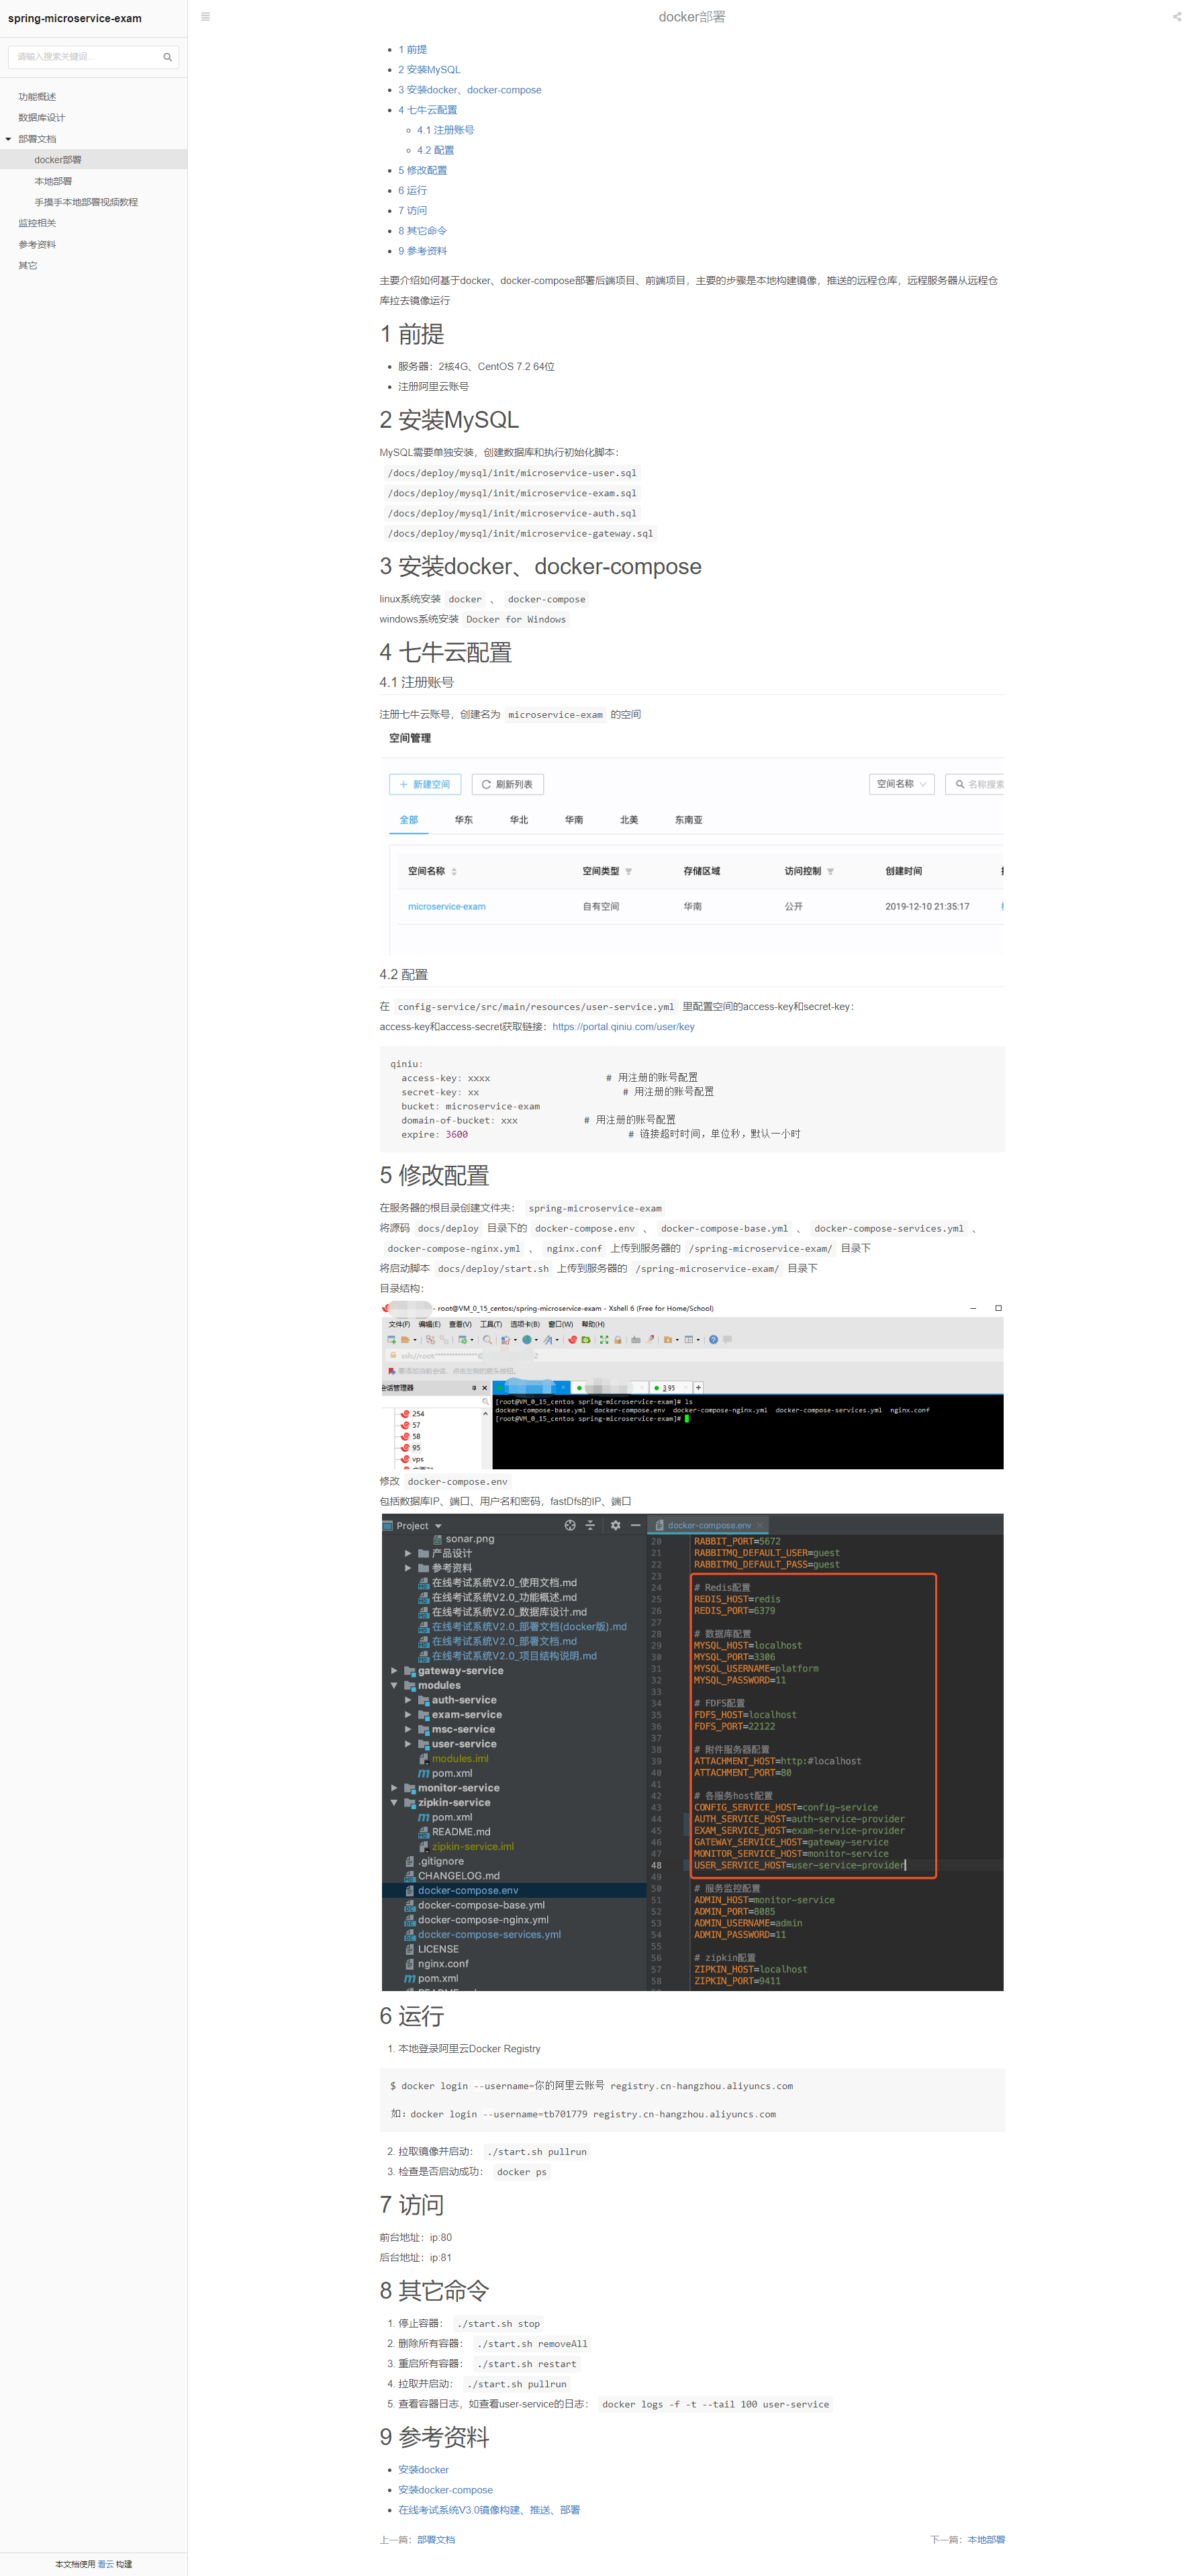 spring-microservice-exam
请输入搜索关键词...
功能概述
数据库设计
部署文档
docker部署
本地部署
手摸手本地部署视频教程
监控相关
参考资料
其它
本文档使用 看云 构建
docker部署
1 前提
2 安装MySQL
3 安装docker、docker-compose
4 七牛云配置
4.1 注册账号
4.2 配置
5 修改配置
6 运行
7 访问
8 其它命令
9 参考资料
主要介绍如何基于docker、docker-compose部署后端项目、前端项目，主要的步骤是本地构建镜像，推送的远程仓库，远程服务器从远程仓
库拉去镜像运行
1 前提
服务器：2核4G、CentOS 7.2 64位
注册阿里云账号
2 安装MySQL
MySQL需要单独安装，创建数据库和执行初始化脚本：
/docs/deploy/mysql/init/microservice-user.sql
/docs/deploy/mysql/init/microservice-exam.sql
/docs/deploy/mysql/init/microservice-auth.sql
/docs/deploy/mysql/init/microservice-gateway.sql
3 安装docker、docker-compose
linux系统安装 docker 、 docker-compose
windows系统安装 Docker for Windows
4 七牛云配置
4.1 注册账号
注册七牛云账号，创建名为 microservice-exam 的空间
空间管理
+ 新建空间 刷新列表 空间名称 名称搜索
全部 华东 华北 华南 北美 东南亚
空间名称 空间类型 存储区域 访问控制 创建时间
microservice-exam 自有空间 华南 公开 2019-12-10 21:35:17
4.2 配置
在 config-service/src/main/resources/user-service.yml 里配置空间的access-key和secret-key：
access-key和access-secret获取链接：https://portal.qiniu.com/user/key
qiniu:
access-key: xxxx # 用注册的账号配置
secret-key: xx # 用注册的账号配置
bucket: microservice-exam
domain-of-bucket: xxx # 用注册的账号配置
expire: 3600 # 链接超时时间，单位秒，默认一小时
5 修改配置
在服务器的根目录创建文件夹： spring-microservice-exam
将源码 docs/deploy 目录下的 docker-compose.env 、 docker-compose-base.yml 、 docker-compose-services.yml 、
docker-compose-nginx.yml 、 nginx.conf 上传到服务器的 /spring-microservice-exam/ 目录下
将启动脚本 docs/deploy/start.sh 上传到服务器的 /spring-microservice-exam/ 目录下
目录结构：
- root@VM_0_15_centos/spring-microservice-exam - Xshell 6 (Free for Home/School)
文件(F) 编辑(E) 查看(V) 工具(T) 选项卡(B) 窗口(W) 帮助(H)
要添加当前会话，点击左侧的箭头按钮。
会话管理器
3 95
254
57
58
95
vps
[root@VM_0_15_centos spring-microservice-exam]# ls
docker-compose-base.yml docker-compose.env docker-compose-nginx.yml docker-compose-services.yml nginx.conf
[root@VM_0_15_centos spring-microservice-exam]#
修改 docker-compose.env
包括数据库IP、端口、用户名和密码，fastDfs的IP、端口
Project
sonar.png
产品设计
参考资料
在线考试系统V2.0_使用文档.md
在线考试系统V2.0_功能概述.md
在线考试系统V2.0_数据库设计.md
在线考试系统V2.0_部署文档(docker版).md
在线考试系统V2.0_部署文档.md
在线考试系统V2.0_项目结构说明.md
gateway-service
modules
auth-service
exam-service
msc-service
user-service
modules.iml
pom.xml
monitor-service
zipkin-service
pom.xml
README.md
zipkin-service.iml
.gitignore
CHANGELOG.md
docker-compose.env
docker-compose-base.yml
docker-compose-nginx.yml
docker-compose-services.yml
LICENSE
nginx.conf
pom.xml
docker-compose.env
20 RABBIT_PORT=5672
21 RABBITMQ_DEFAULT_USER=guest
22 RABBITMQ_DEFAULT_PASS=guest
23
24 # Redis配置
25 REDIS_HOST=redis
26 REDIS_PORT=6379
27
28 # 数据库配置
29 MYSQL_HOST=localhost
30 MYSQL_PORT=3306
31 MYSQL_USERNAME=platform
32 MYSQL_PASSWORD=11
33
34 # FDFS配置
35 FDFS_HOST=localhost
36 FDFS_PORT=22122
37
38 # 附件服务器配置
39 ATTACHMENT_HOST=http:#localhost
40 ATTACHMENT_PORT=80
41
42 # 各服务host配置
43 CONFIG_SERVICE_HOST=config-service
44 AUTH_SERVICE_HOST=auth-service-provider
45 EXAM_SERVICE_HOST=exam-service-provider
46 GATEWAY_SERVICE_HOST=gateway-service
47 MONITOR_SERVICE_HOST=monitor-service
48 USER_SERVICE_HOST=user-service-provider
49
50 # 服务监控配置
51 ADMIN_HOST=monitor-service
52 ADMIN_PORT=8085
53 ADMIN_USERNAME=admin
54 ADMIN_PASSWORD=11
55
56 # zipkin配置
57 ZIPKIN_HOST=localhost
58 ZIPKIN_PORT=9411
6 运行
1. 本地登录阿里云Docker Registry
$ docker login --username=你的阿里云账号 registry.cn-hangzhou.aliyuncs.com
如：docker login --username=tb701779 registry.cn-hangzhou.aliyuncs.com
2. 拉取镜像并启动： ./start.sh pullrun
3. 检查是否启动成功： docker ps
7 访问
前台地址：ip:80
后台地址：ip:81
8 其它命令
1. 停止容器： ./start.sh stop
2. 删除所有容器： ./start.sh removeAll
3. 重启所有容器： ./start.sh restart
4. 拉取并启动： ./start.sh pullrun
5. 查看容器日志，如查看user-service的日志： docker logs -f -t --tail 100 user-service
9 参考资料
安装docker
安装docker-compose
在线考试系统V3.0镜像构建、推送、部署
上一篇：部署文档 下一篇：本地部署